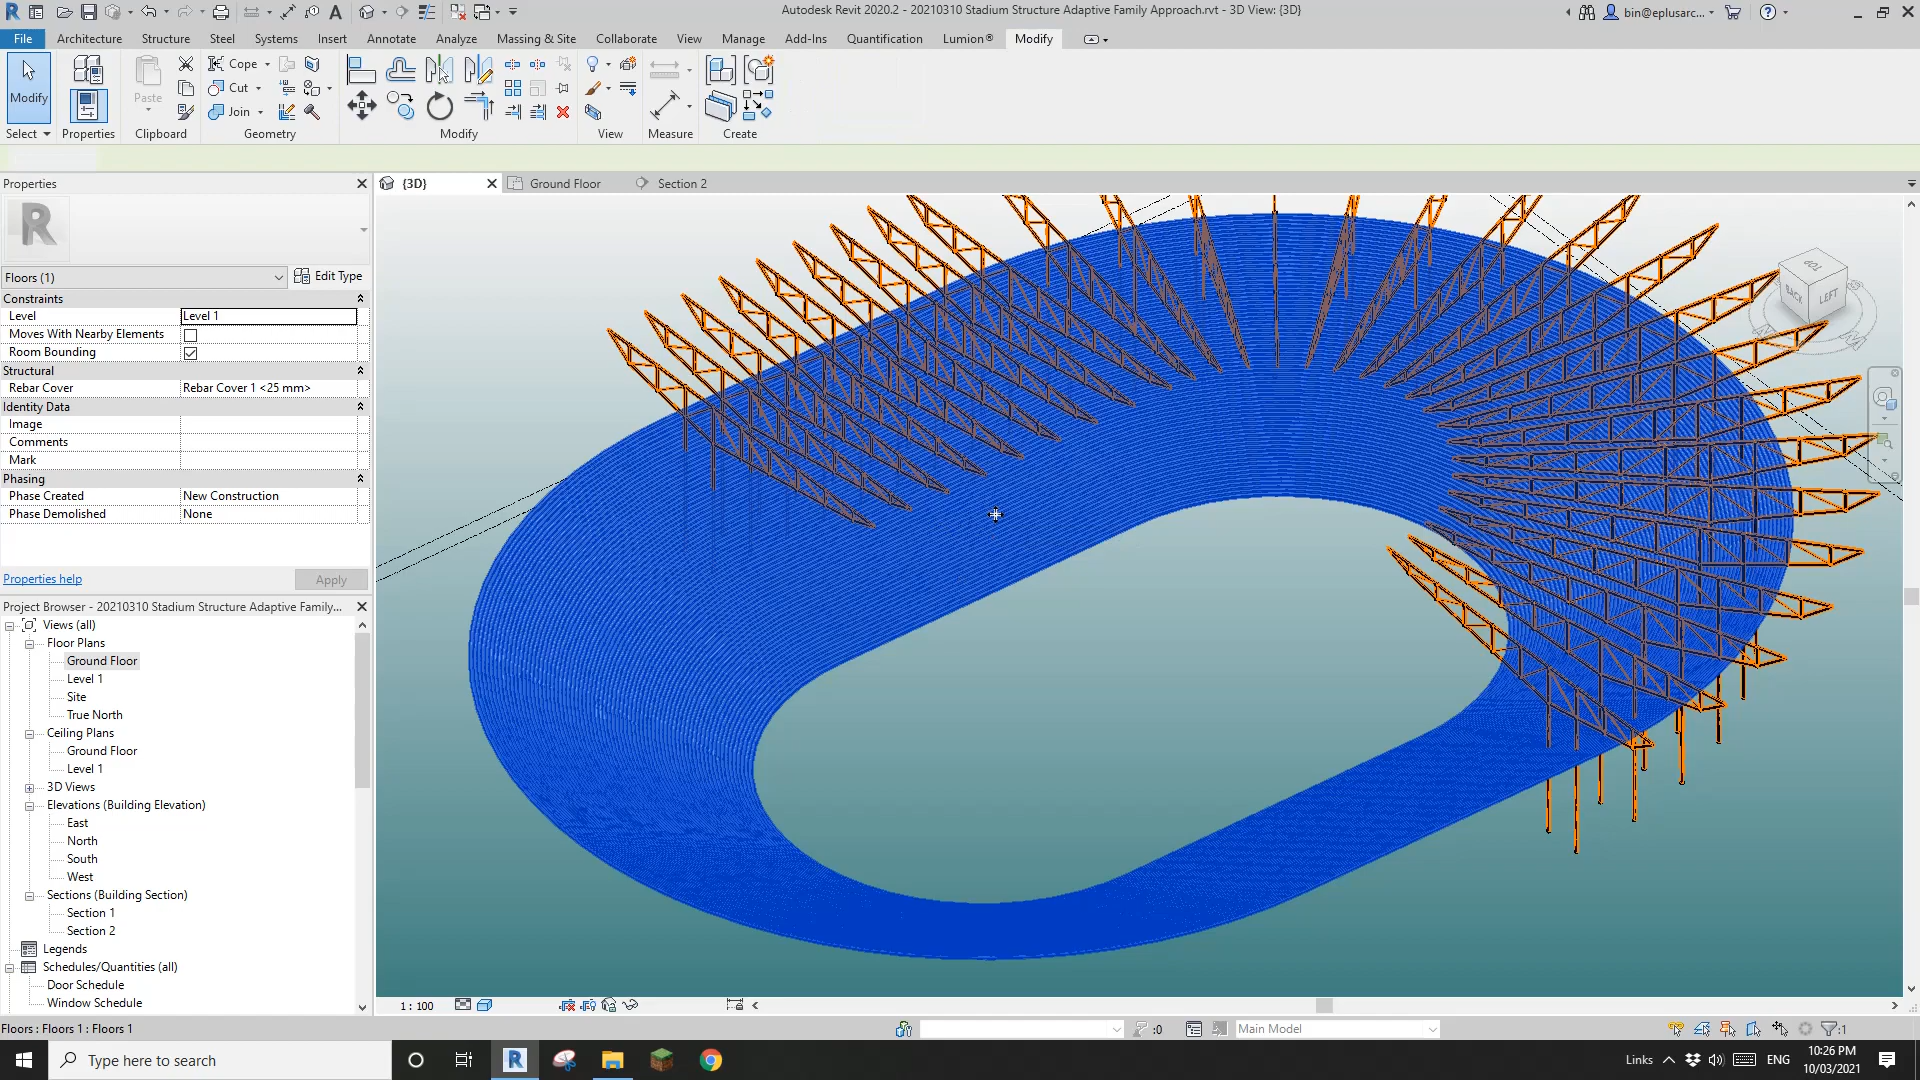 Autodesk Revit 2020.2 - 20210310 Stadium Structure Adaptive Family Approach.rvt - 3D View: {3D}
bin@eplusarc...
File Architecture Structure Steel Systems Insert Annotate Analyze Massing & Site Collaborate View Manage Add-Ins Quantification Lumion® Modify
Modify
Paste
Cope
Cut
Join
Select Properties Clipboard Geometry Modify View Measure Create
Properties
{3D} Ground Floor Section 2
Floors (1) Edit Type
Constraints
Level Level 1
Moves With Nearby Elements
Room Bounding
Structural
Rebar Cover Rebar Cover 1 <25 mm>
Identity Data
Image
Comments
Mark
Phasing
Phase Created New Construction
Phase Demolished None
Properties help Apply
Project Browser - 20210310 Stadium Structure Adaptive Family...
Views (all)
Floor Plans
Ground Floor
Level 1
Site
True North
Ceiling Plans
Ground Floor
Level 1
3D Views
Elevations (Building Elevation)
East
North
South
West
Sections (Building Section)
Section 1
Section 2
Legends
Schedules/Quantities (all)
Door Schedule
Window Schedule
TOP
BACK LEFT
1 : 100
Floors : Floors 1 : Floors 1
:0
Main Model
:1
Type here to search
Links
ENG
10:26 PM
10/03/2021